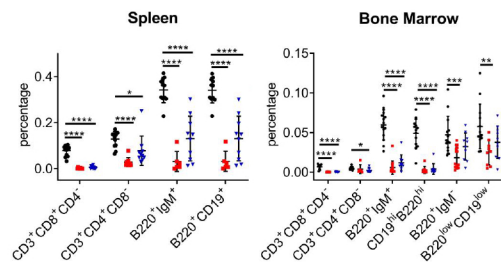 Spleen
percentage
0.4
0.2
0.0
****
****
****
*
****
****
****
****
CD3⁺CD8⁺CD4⁻
CD3⁺CD4⁺CD8⁻
B220⁺IgM⁺
B220⁺CD19⁺
Bone Marrow
percentage
0.15
0.10
0.05
0.00
****
****
*
****
****
****
****
***
**
CD3⁺CD8⁺CD4⁻
CD3⁺CD4⁺CD8⁻
B220⁺IgM⁺
CD19ʰⁱB220ʰⁱ
B220⁺IgM⁻
B220ˡᵒʷCD19ˡᵒʷ